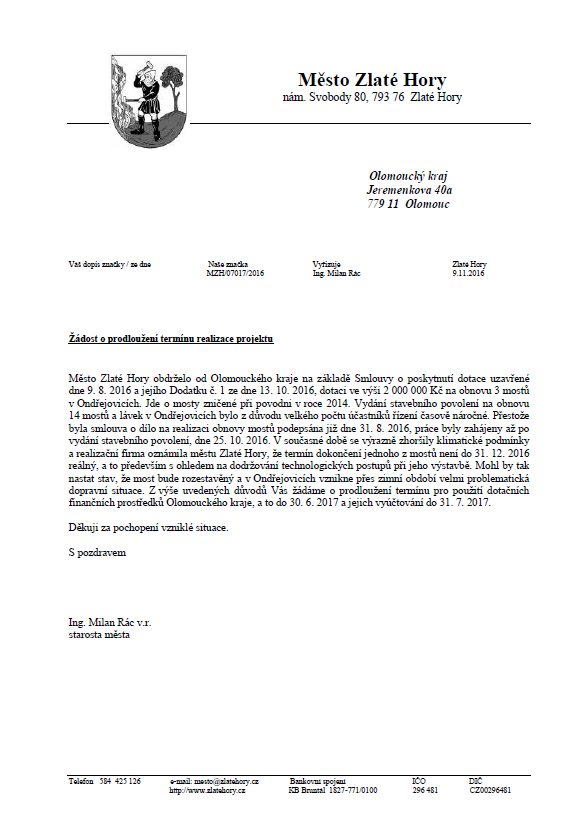 Město Zlaté Hory
nám. Svobody 80, 793 76  Zlaté Hory
Olomoucký kraj
Jeremenkova 40a
779 11  Olomouc
Váš dopis značky / ze dne    Naše značka    Vyřizuje    Zlaté Hory
MZH/07017/2016    Ing. Milan Rác    9.11.2016
Žádost o prodloužení termínu realizace projektu
Město Zlaté Hory obdrželo od Olomouckého kraje na základě Smlouvy o poskytnutí dotace uzavřené
dne 9. 8. 2016 a jejího Dodatku č. 1 ze dne 13. 10. 2016, dotaci ve výši 2 000 000 Kč na obnovu 3 mostů
v Ondřejovicích. Jde o mosty zničené při povodni v roce 2014. Vydání stavebního povolení na obnovu
14 mostů a lávek v Ondřejovicích bylo z důvodu velkého počtu účastníků řízení časově náročné. Přestože
byla smlouva o dílo na realizaci obnovy mostů podepsána již dne 31. 8. 2016, práce byly zahájeny až po
vydání stavebního povolení, dne 25. 10. 2016. V současné době se výrazně zhoršily klimatické podmínky
a realizační firma oznámila městu Zlaté Hory, že termín dokončení jednoho z mostů není do 31. 12. 2016
reálný, a to především s ohledem na dodržování technologických postupů při jeho výstavbě. Mohl by tak
nastat stav, že most bude rozestavěný a v Ondřejovicích vznikne přes zimní období velmi problematická
dopravní situace. Z výše uvedených důvodů Vás žádáme o prodloužení termínu pro použití dotačních
finančních prostředků Olomouckého kraje, a to do 30. 6. 2017 a jejich vyúčtování do 31. 7. 2017.
Děkuji za pochopení vzniklé situace.
S pozdravem
Ing. Milan Rác v.r.
starosta města
Telefon  584 425 126    e-mail: mesto@zlatehory.cz    Bankovní spojení    IČO    DIČ
http://www.zlatehory.cz    KB Bruntál  1827-771/0100    296 481    CZ00296481